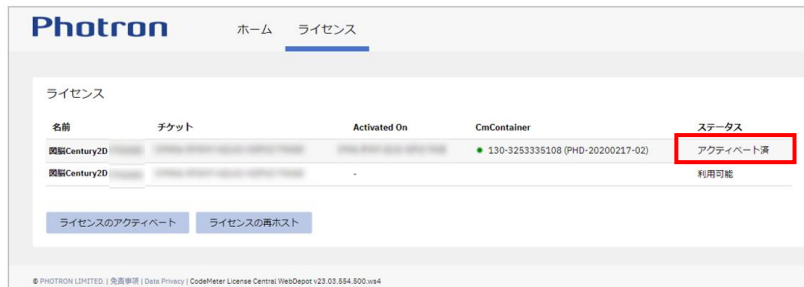 Photron ホーム ライセンス
ライセンス
名前 チケット Activated On CmContainer ステータス
図脳Century2D 130-3253335108 (PHD-20200217-02) アクティベート済
図脳Century2D - 利用可能
ライセンスのアクティベート ライセンスの再ホスト
© PHOTRON LIMITED. | 免責事項 | Data Privacy | CodeMeter License Central WebDepot v23.03.554.500.ws4